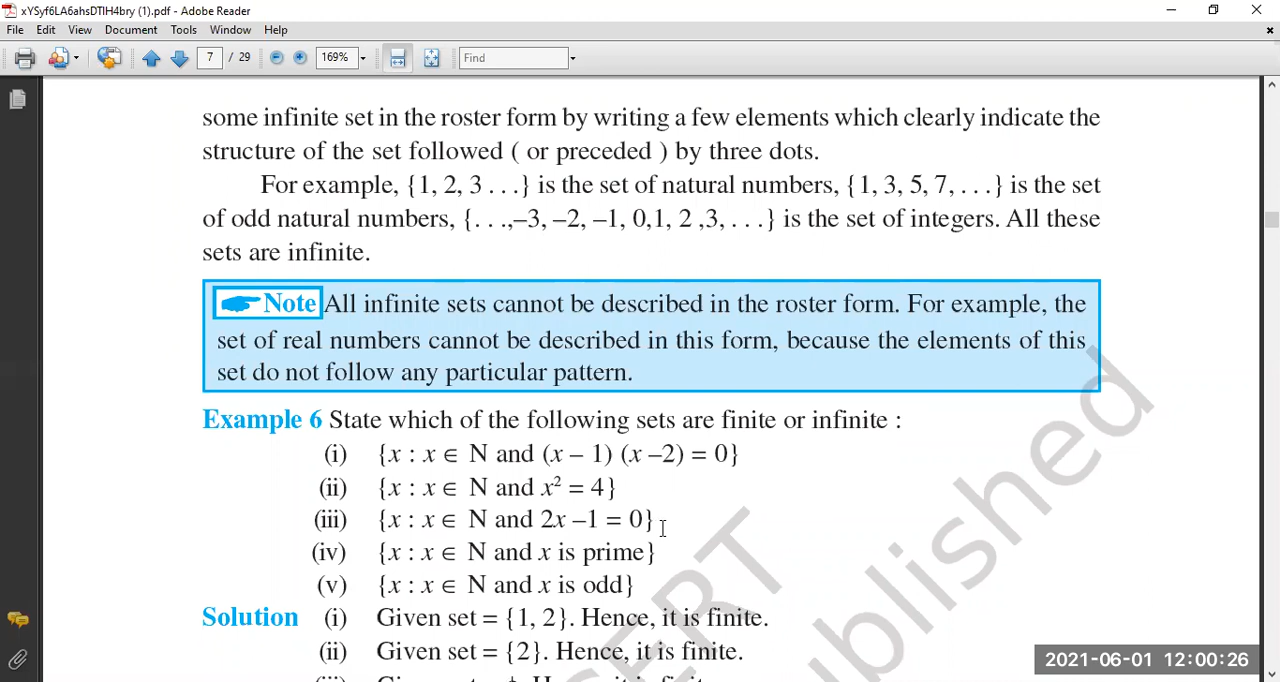 xYSyf6LA6ahsDTIH4bry (1).pdf - Adobe Reader
File Edit View Document Tools Window Help
7 / 29 169% Find
some infinite set in the roster form by writing a few elements which clearly indicate the
structure of the set followed ( or preceded ) by three dots.
For example, {1, 2, 3 . . .} is the set of natural numbers, {1, 3, 5, 7, . . .} is the set
of odd natural numbers, {. . .,–3, –2, –1, 0,1, 2 ,3, . . .} is the set of integers. All these
sets are infinite.
Note All infinite sets cannot be described in the roster form. For example, the
set of real numbers cannot be described in this form, because the elements of this
set do not follow any particular pattern.
Example 6 State which of the following sets are finite or infinite :
(i) {x : x ∈ N and (x – 1) (x –2) = 0}
(ii) {x : x ∈ N and x² = 4}
(iii) {x : x ∈ N and 2x –1 = 0}
(iv) {x : x ∈ N and x is prime}
(v) {x : x ∈ N and x is odd}
Solution (i) Given set = {1, 2}. Hence, it is finite.
(ii) Given set = {2}. Hence, it is finite.
2021-06-01 12:00:26